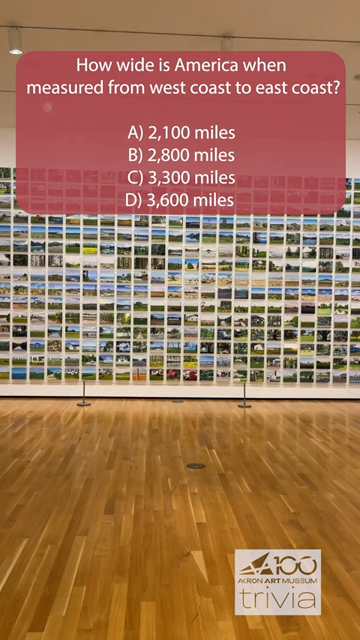 How wide is America when
measured from west coast to east coast?
A) 2,100 miles
B) 2,800 miles
C) 3,300 miles
D) 3,600 miles
A100
AKRON ART MUSEUM
trivia